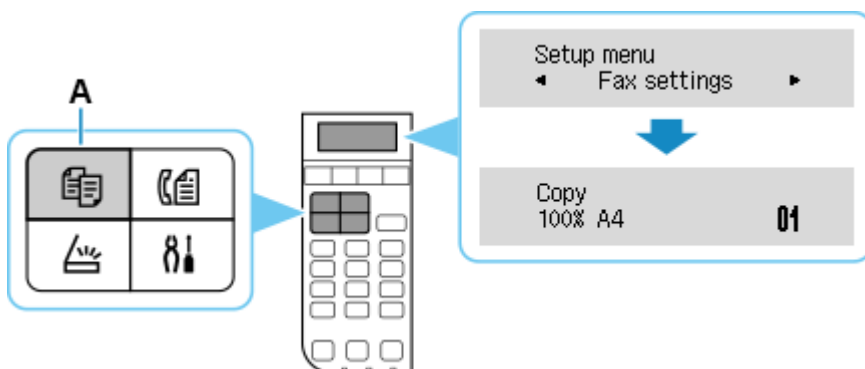 A
Setup menu
◄ Fax settings ►
Copy
100% A4 01